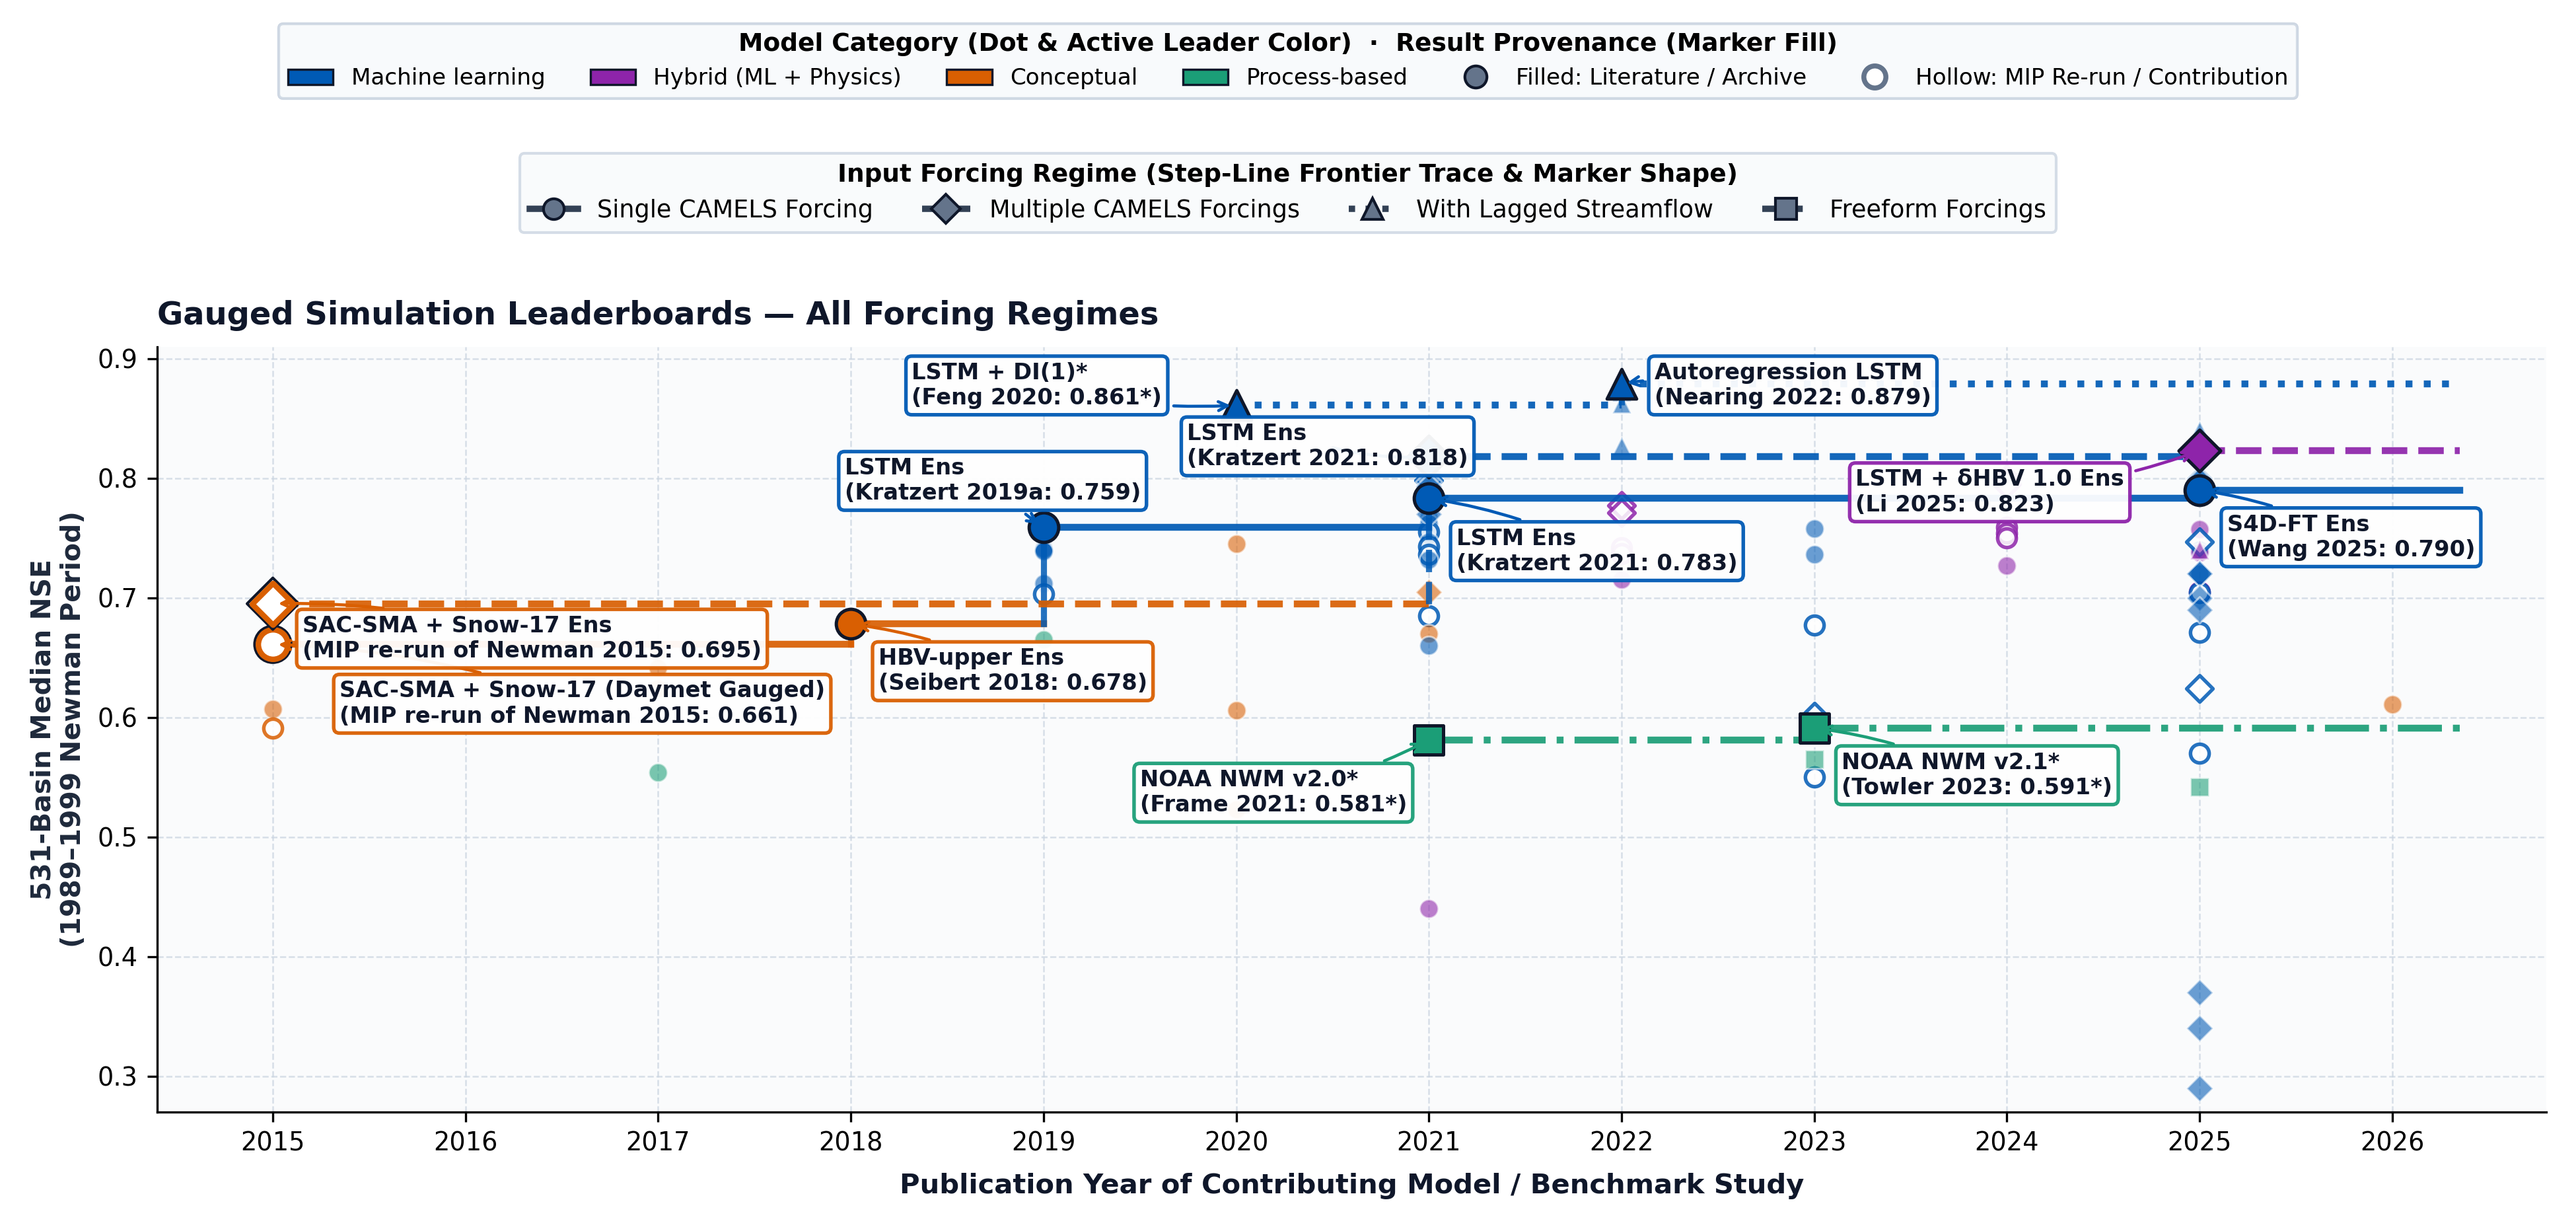 Model Category (Dot & Active Leader Color)  ·  Result Provenance (Marker Fill)
Machine learning
Hybrid (ML + Physics)
Conceptual
Process-based
Filled: Literature / Archive
Hollow: MIP Re-run / Contribution
Input Forcing Regime (Step-Line Frontier Trace & Marker Shape)
Single CAMELS Forcing
Multiple CAMELS Forcings
With Lagged Streamflow
Freeform Forcings
Gauged Simulation Leaderboards — All Forcing Regimes
531-Basin Median NSE
(1989–1999 Newman Period)
0.9
0.8
0.7
0.6
0.5
0.4
0.3
LSTM + DI(1)*
(Feng 2020: 0.861*)
Autoregression LSTM
(Nearing 2022: 0.879)
LSTM Ens
(Kratzert 2021: 0.818)
LSTM Ens
(Kratzert 2019a: 0.759)
LSTM + δHBV 1.0 Ens
(Li 2025: 0.823)
S4D-FT Ens
(Wang 2025: 0.790)
LSTM Ens
(Kratzert 2021: 0.783)
SAC-SMA + Snow-17 Ens
(MIP re-run of Newman 2015: 0.695)
HBV-upper Ens
(Seibert 2018: 0.678)
SAC-SMA + Snow-17 (Daymet Gauged)
(MIP re-run of Newman 2015: 0.661)
NOAA NWM v2.0*
(Frame 2021: 0.581*)
NOAA NWM v2.1*
(Towler 2023: 0.591*)
2015
2016
2017
2018
2019
2020
2021
2022
2023
2024
2025
2026
Publication Year of Contributing Model / Benchmark Study